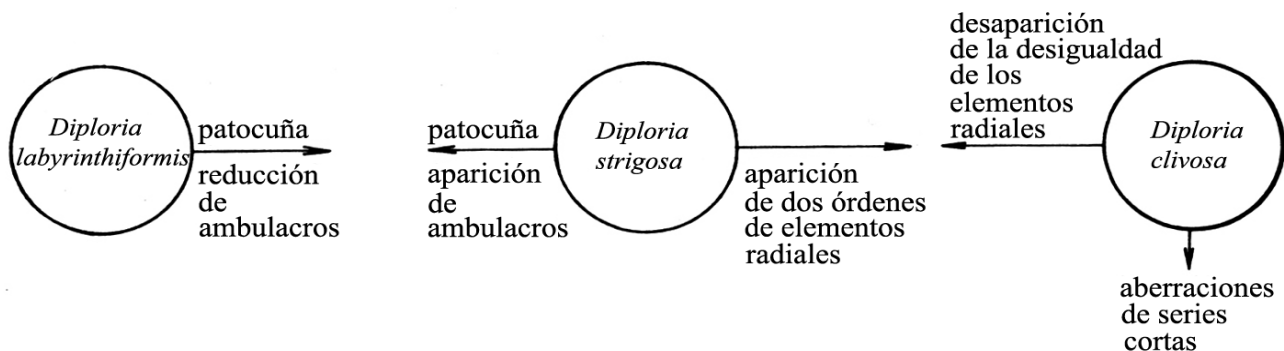 Diploria
labyrinthiformis
patocuña
reducción
de
ambulacros
patocuña
aparición
de
ambulacros
Diploria
strigosa
aparición
de dos órdenes
de elementos
radiales
desaparición
de la desigualdad
de los
elementos
radiales
Diploria
clivosa
aberraciones
de series
cortas